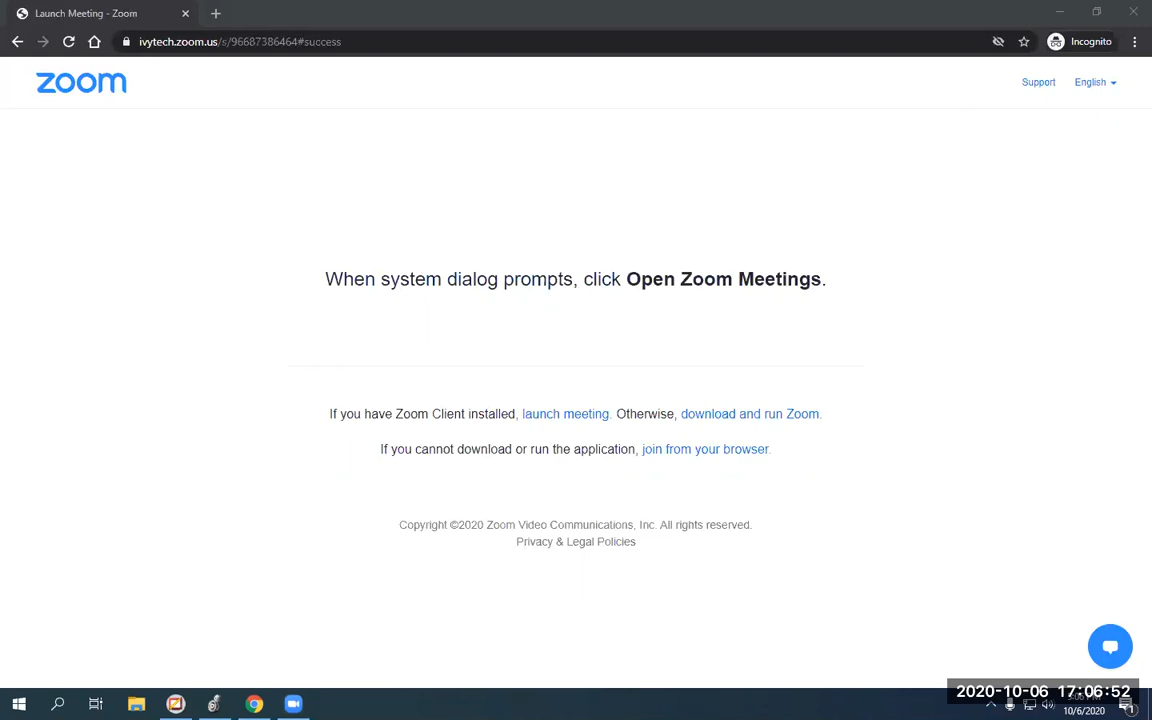 Launch Meeting - Zoom
ivytech.zoom.us/s/96687386464#success
Incognito
zoom
Support
English
When system dialog prompts, click Open Zoom Meetings.
If you have Zoom Client installed, launch meeting. Otherwise, download and run Zoom.
If you cannot download or run the application, join from your browser.
Copyright ©2020 Zoom Video Communications, Inc. All rights reserved.
Privacy & Legal Policies
2020-10-06 17:06:52
10/6/2020
1